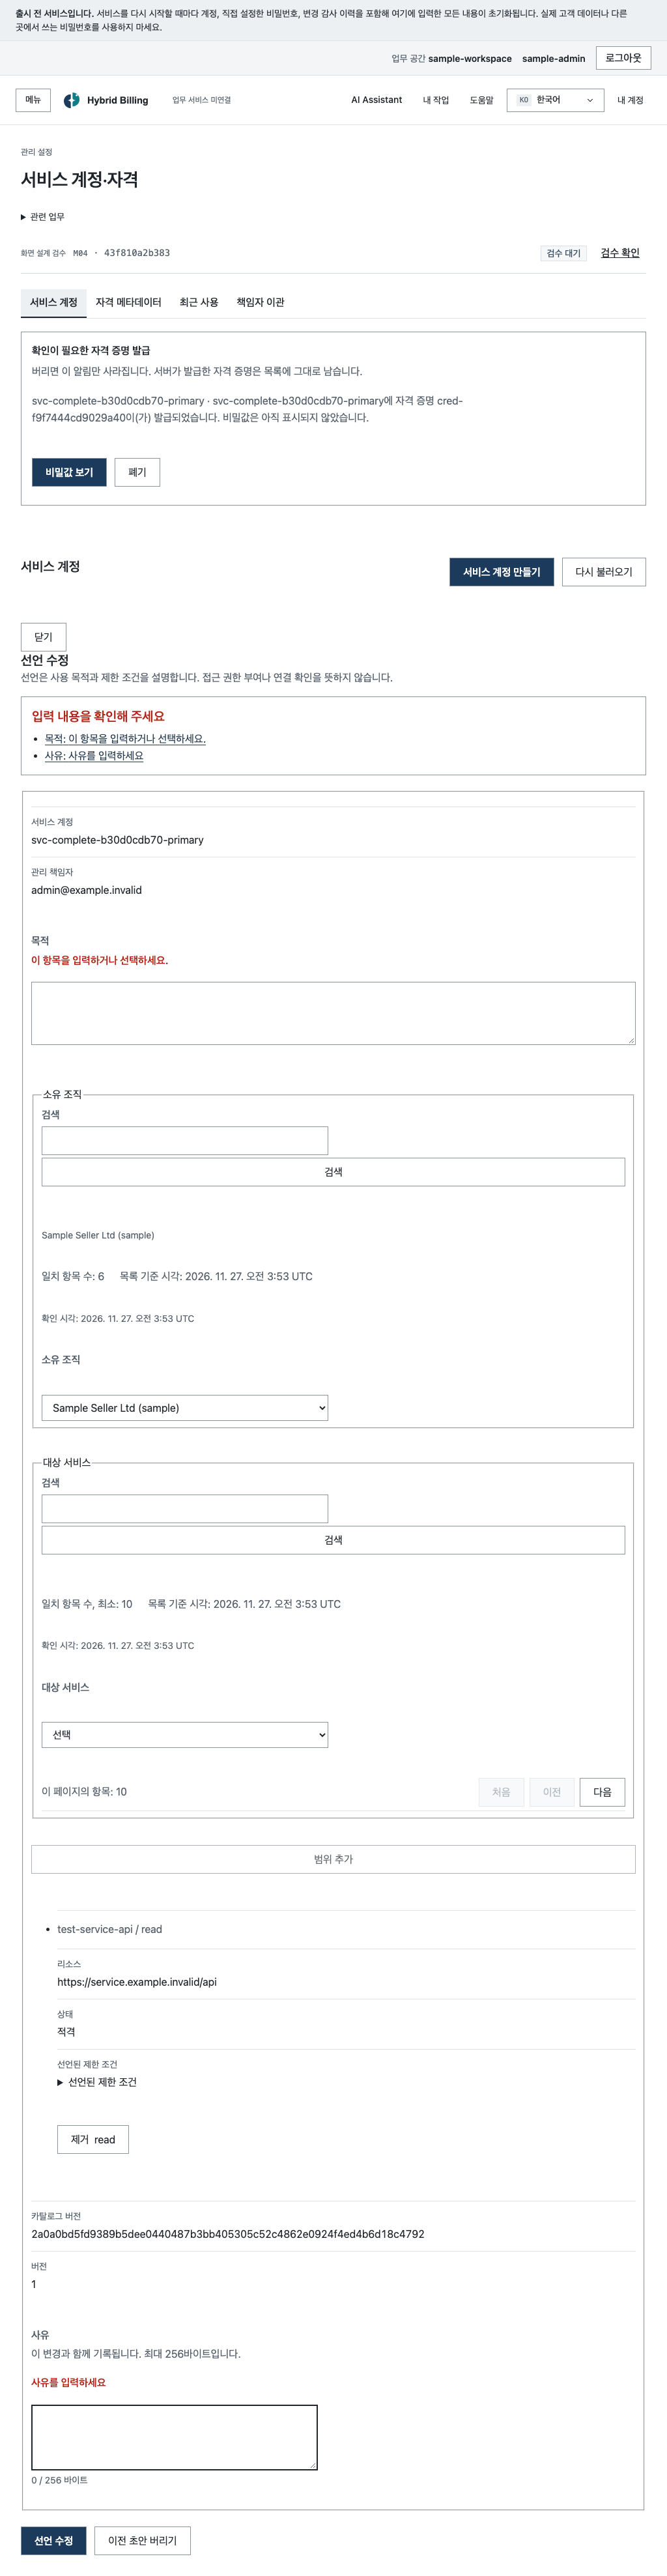 출시 전 서비스입니다. 서비스를 다시 시작할 때마다 계정, 직접 설정한 비밀번호, 변경 감사 이력을 포함해 여기에 입력한 모든 내용이 초기화됩니다. 실제 고객 데이터나 다른
곳에서 쓰는 비밀번호를 사용하지 마세요.
업무 공간 sample-workspace sample-admin 로그아웃
메뉴 Hybrid Billing 업무 서비스 미연결 AI Assistant 내 작업 도움말 KO 한국어 내 계정
관리 설정
서비스 계정·자격
관련 업무
화면 설계 검수 M04 · 43f810a2b383 검수 대기 검수 확인
서비스 계정 자격 메타데이터 최근 사용 책임자 이관
확인이 필요한 자격 증명 발급
버리면 이 알림만 사라집니다. 서버가 발급한 자격 증명은 목록에 그대로 남습니다.
svc-complete-b30d0cdb70-primary · svc-complete-b30d0cdb70-primary에 자격 증명 cred-
f9f7444cd9029a40이(가) 발급되었습니다. 비밀값은 아직 표시되지 않았습니다.
비밀값 보기 폐기
서비스 계정 서비스 계정 만들기 다시 불러오기
닫기
선언 수정
선언은 사용 목적과 제한 조건을 설명합니다. 접근 권한 부여나 연결 확인을 뜻하지 않습니다.
입력 내용을 확인해 주세요
목적: 이 항목을 입력하거나 선택하세요.
사유: 사유를 입력하세요
서비스 계정
svc-complete-b30d0cdb70-primary
관리 책임자
admin@example.invalid
목적
이 항목을 입력하거나 선택하세요.
소유 조직
검색
검색
Sample Seller Ltd (sample)
일치 항목 수: 6 목록 기준 시각: 2026. 11. 27. 오전 3:53 UTC
확인 시각: 2026. 11. 27. 오전 3:53 UTC
소유 조직
Sample Seller Ltd (sample)
대상 서비스
검색
검색
일치 항목 수, 최소: 10 목록 기준 시각: 2026. 11. 27. 오전 3:53 UTC
확인 시각: 2026. 11. 27. 오전 3:53 UTC
대상 서비스
선택
이 페이지의 항목: 10 처음 이전 다음
범위 추가
test-service-api / read
리소스
https://service.example.invalid/api
상태
적격
선언된 제한 조건
선언된 제한 조건
제거 read
카탈로그 버전
2a0a0bd5fd9389b5dee0440487b3bb405305c52c4862e0924f4ed4b6d18c4792
버전
1
사유
이 변경과 함께 기록됩니다. 최대 256바이트입니다.
사유를 입력하세요
0 / 256 바이트
선언 수정 이전 초안 버리기